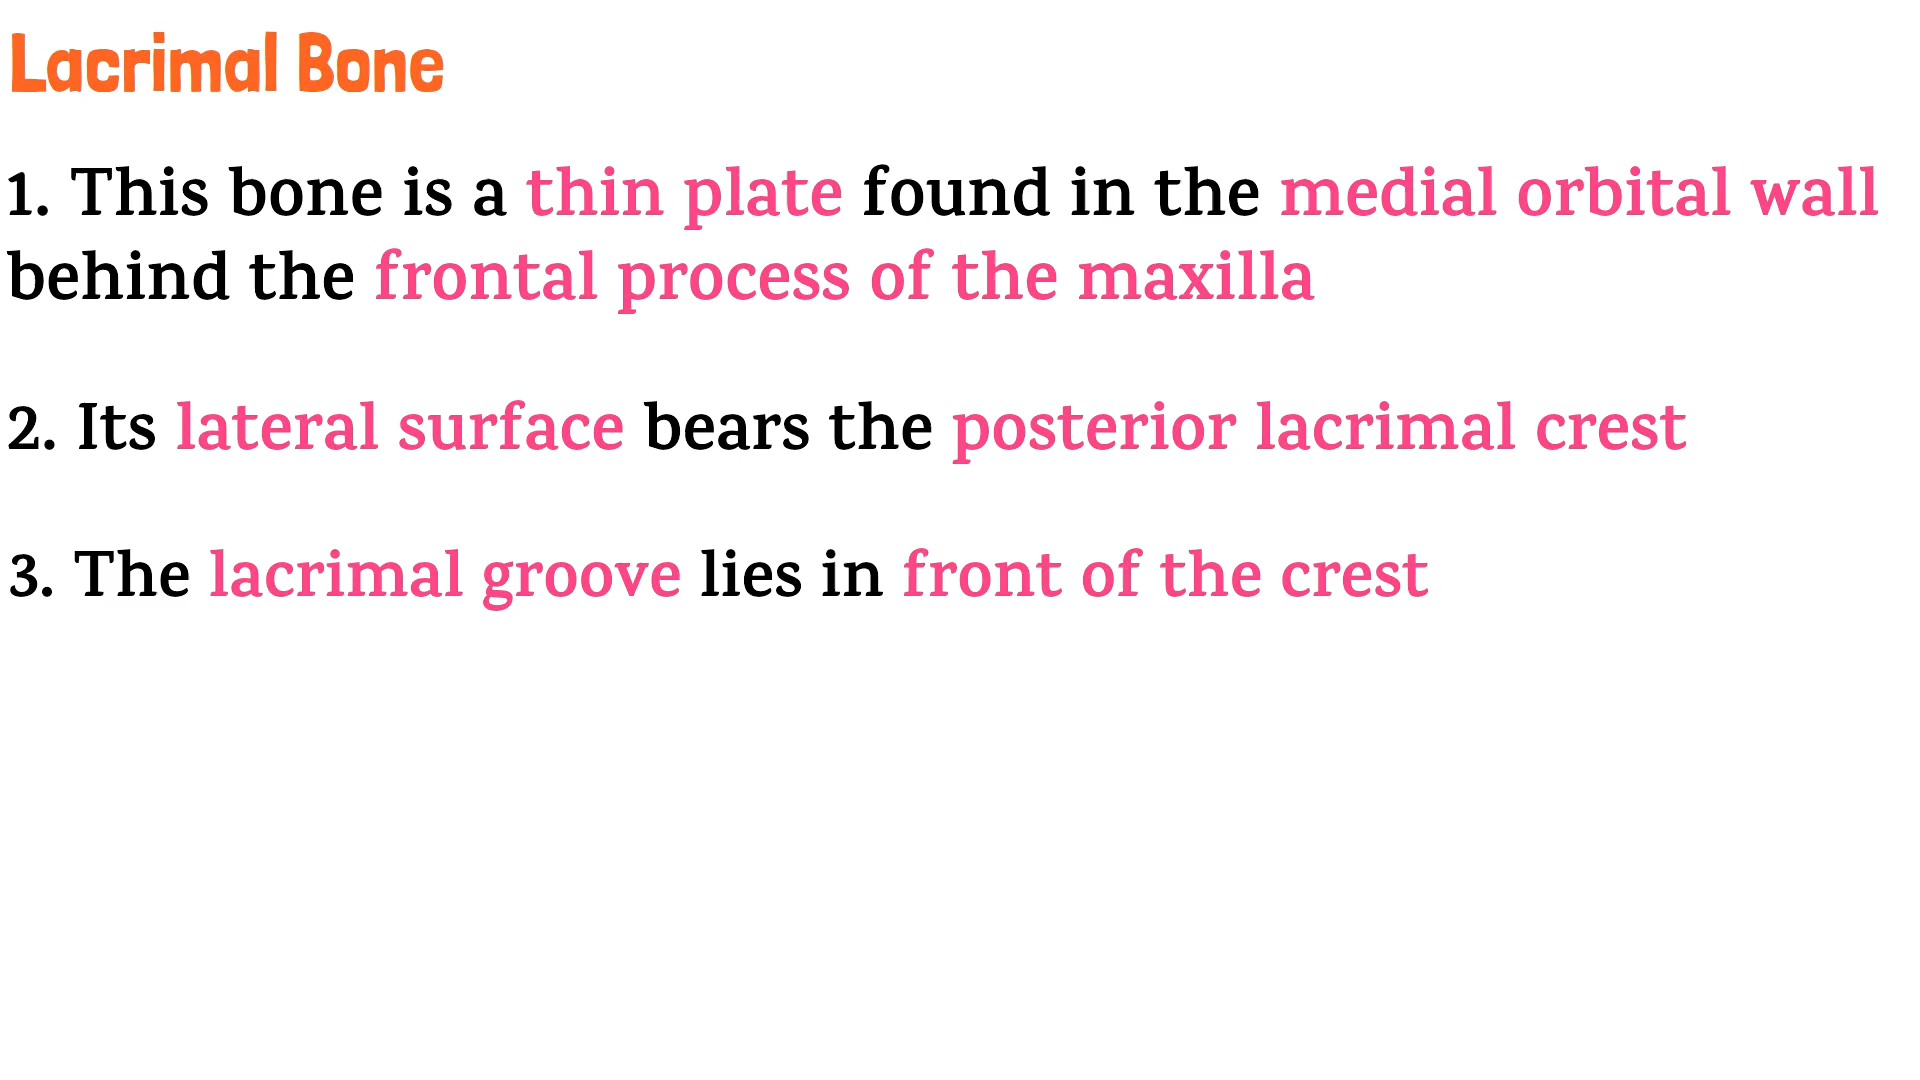 Lacrimal Bone
1. This bone is a thin plate found in the medial orbital wall
behind the frontal process of the maxilla
2. Its lateral surface bears the posterior lacrimal crest
3. The lacrimal groove lies in front of the crest